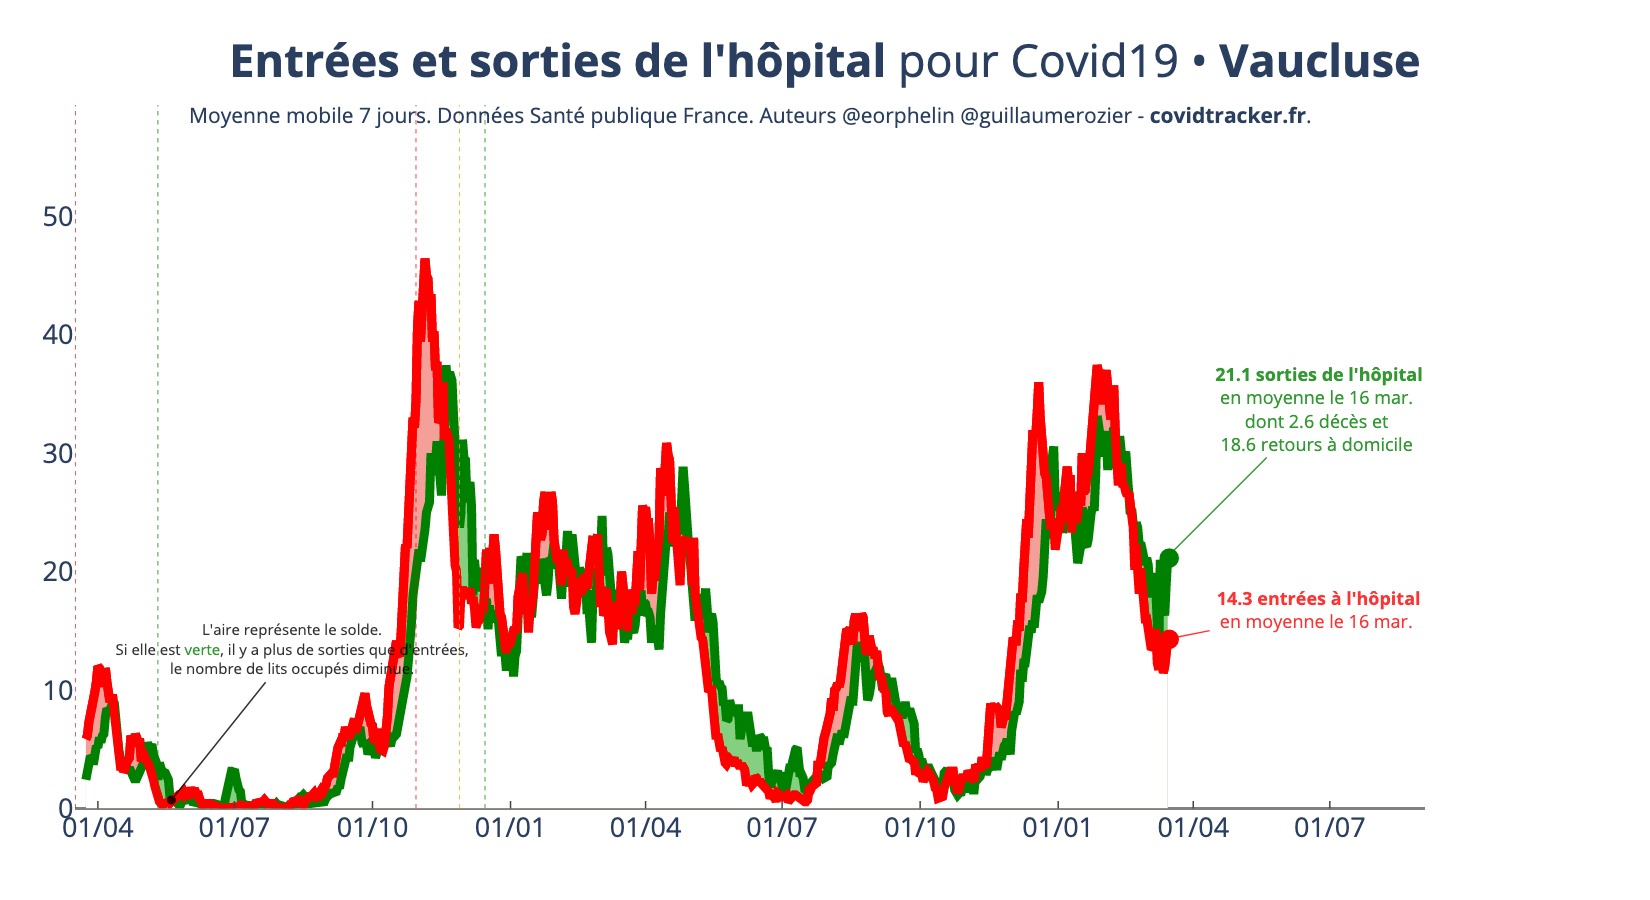 Entrées et sorties de l'hôpital pour Covid19 • Vaucluse
Moyenne mobile 7 jours. Données Santé publique France. Auteurs @eorphelin @guillaumerozier - covidtracker.fr.
50
40
30
20
10
0
21.1 sorties de l'hôpital
en moyenne le 16 mar.
dont 2.6 décès et
18.6 retours à domicile
14.3 entrées à l'hôpital
en moyenne le 16 mar.
L'aire représente le solde.
Si elle est verte, il y a plus de sorties que d'entrées,
le nombre de lits occupés diminue.
01/04 01/07 01/10 01/01 01/04 01/07 01/10 01/01 01/04 01/07